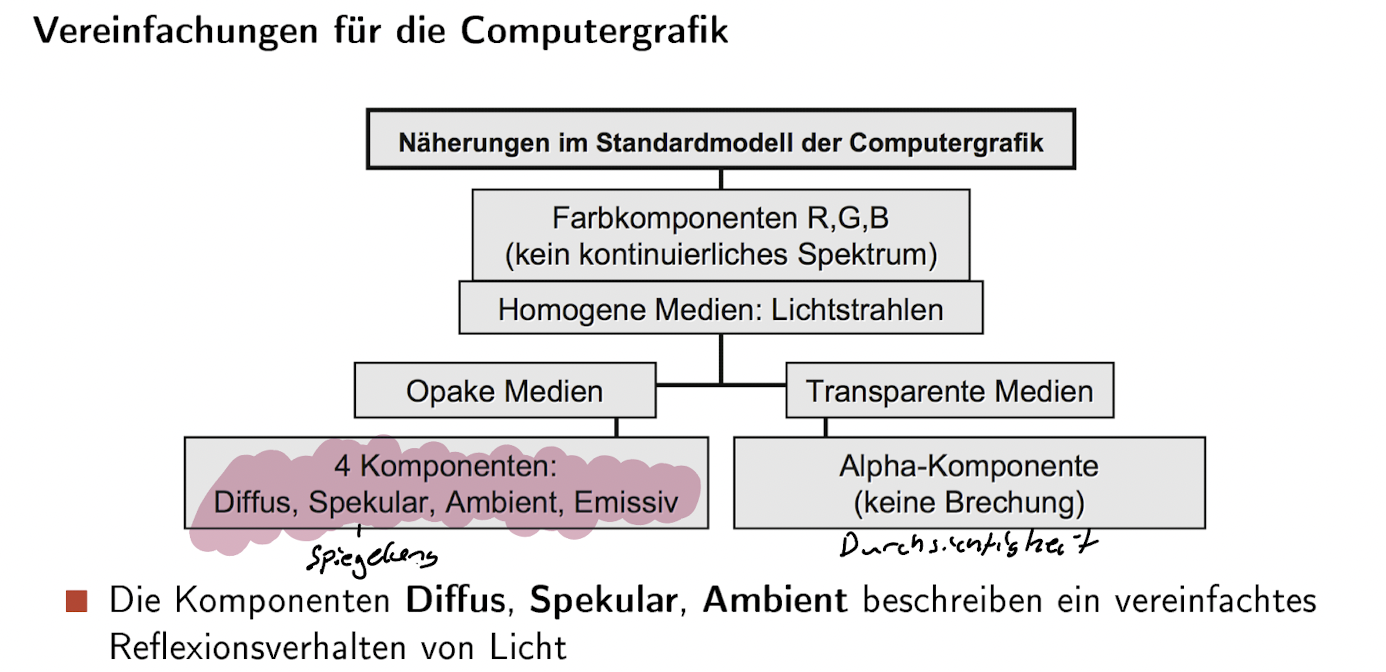 Vereinfachungen für die Computergrafik
Näherungen im Standardmodell der Computergrafik
Farbkomponenten R,G,B
(kein kontinuierliches Spektrum)
Homogene Medien: Lichtstrahlen
Opake Medien
Transparente Medien
4 Komponenten:
Diffus, Spekular, Ambient, Emissiv
Alpha-Komponente
(keine Brechung)
Spiegelung
Durchsichtigkeit
Die Komponenten Diffus, Spekular, Ambient beschreiben ein vereinfachtes
Reflexionsverhalten von Licht